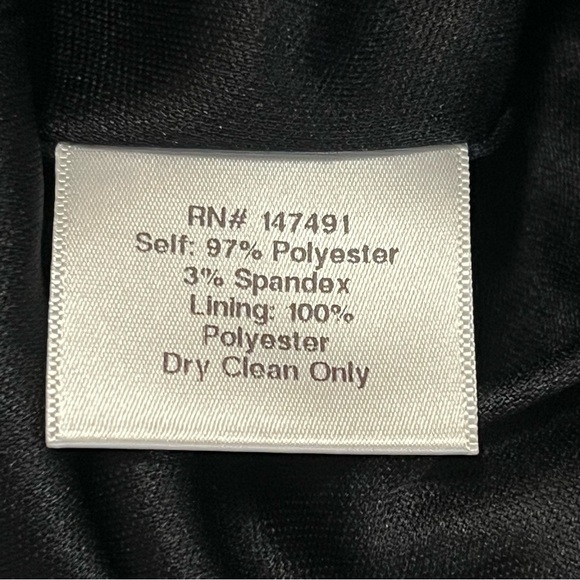 RN# 147491
Self: 97% Polyester
3% Spandex
Lining: 100%
Polyester
Dry Clean Only